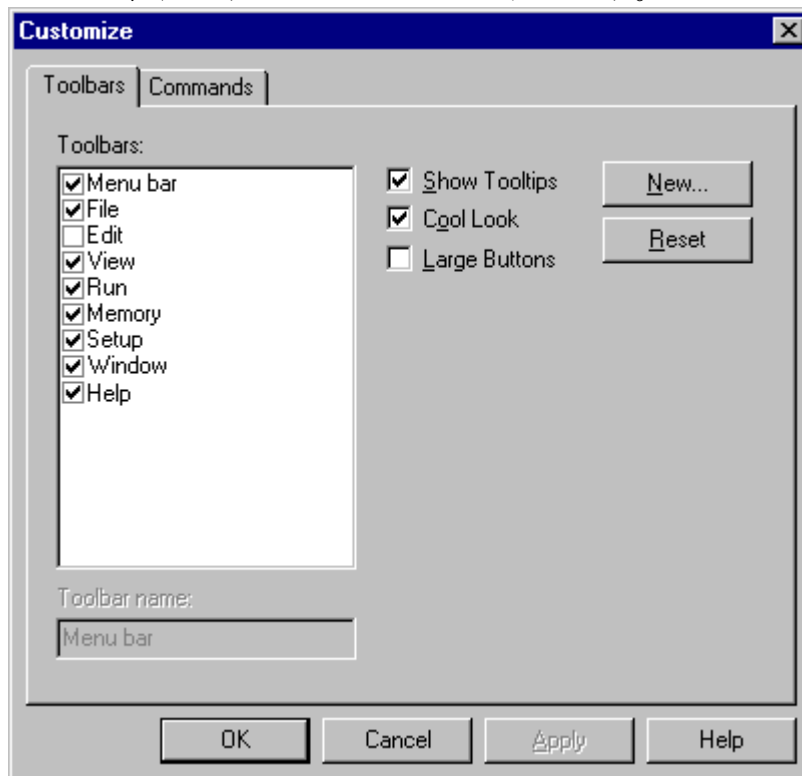 Customize
Toolbars Commands
Toolbars:
Menu bar
File
Edit
View
Run
Memory
Setup
Window
Help
Show Tooltips
Cool Look
Large Buttons
New...
Reset
Toolbar name:
Menu bar
OK Cancel Apply Help